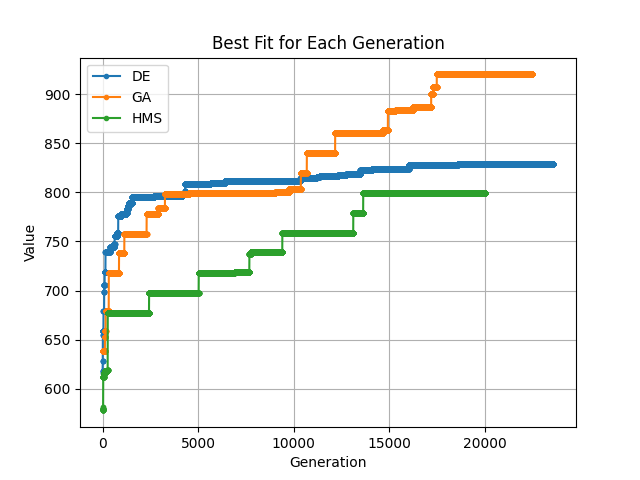 Best Fit for Each Generation
DE
GA
HMS
900
850
800
750
700
650
600
Value
0 5000 10000 15000 20000
Generation